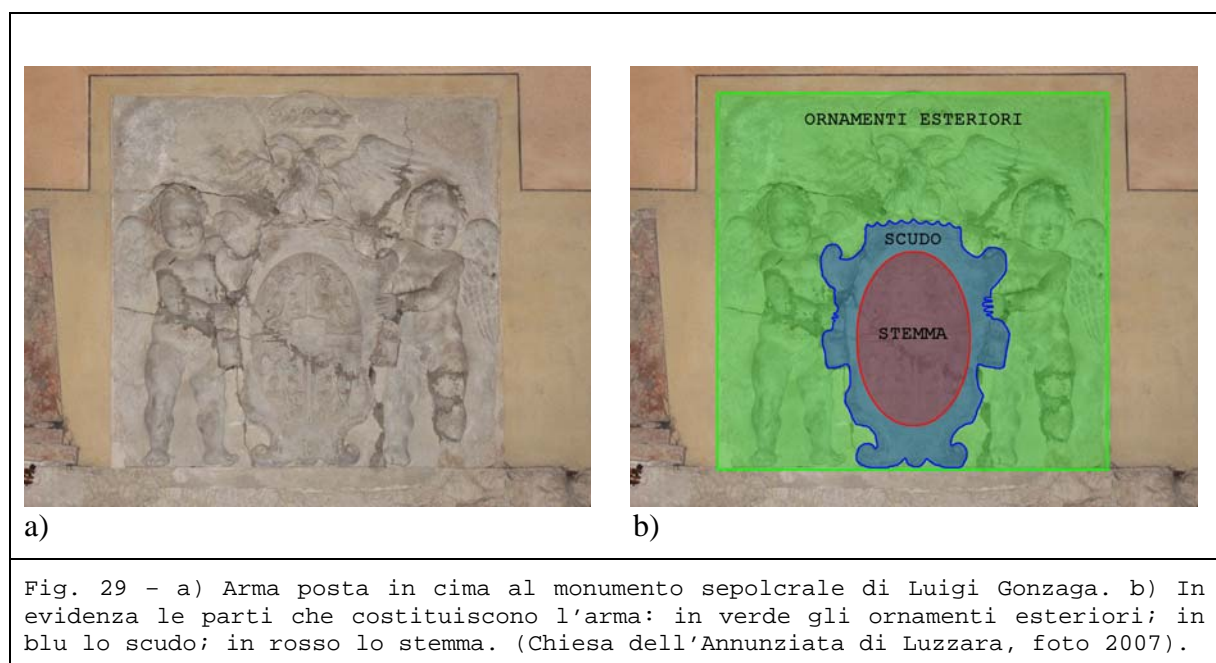 ORNAMENTI ESTERIORI
SCUDO
STEMMA
a)
b)
Fig. 29 – a) Arma posta in cima al monumento sepolcrale di Luigi Gonzaga. b) In
evidenza le parti che costituiscono l'arma: in verde gli ornamenti esteriori; in
blu lo scudo; in rosso lo stemma. (Chiesa dell'Annunziata di Luzzara, foto 2007).